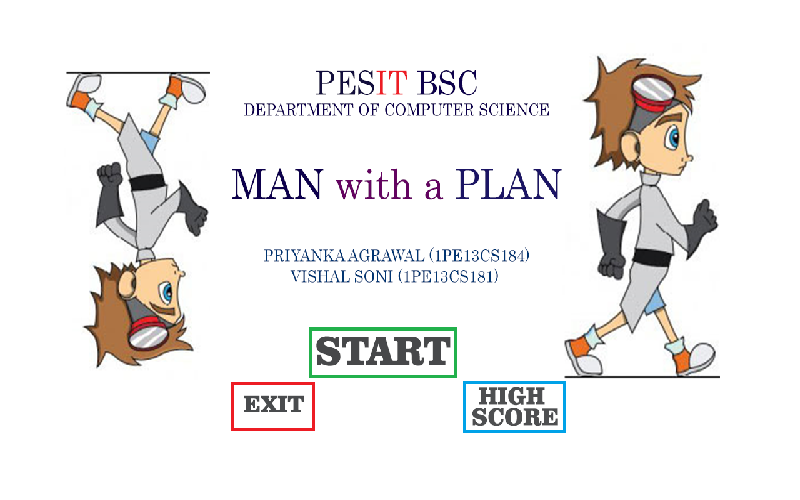 PESIT BSC
DEPARTMENT OF COMPUTER SCIENCE
MAN with a PLAN
PRIYANKA AGRAWAL (1PE13CS184)
VISHAL SONI (1PE13CS181)
START
EXIT
HIGH
SCORE